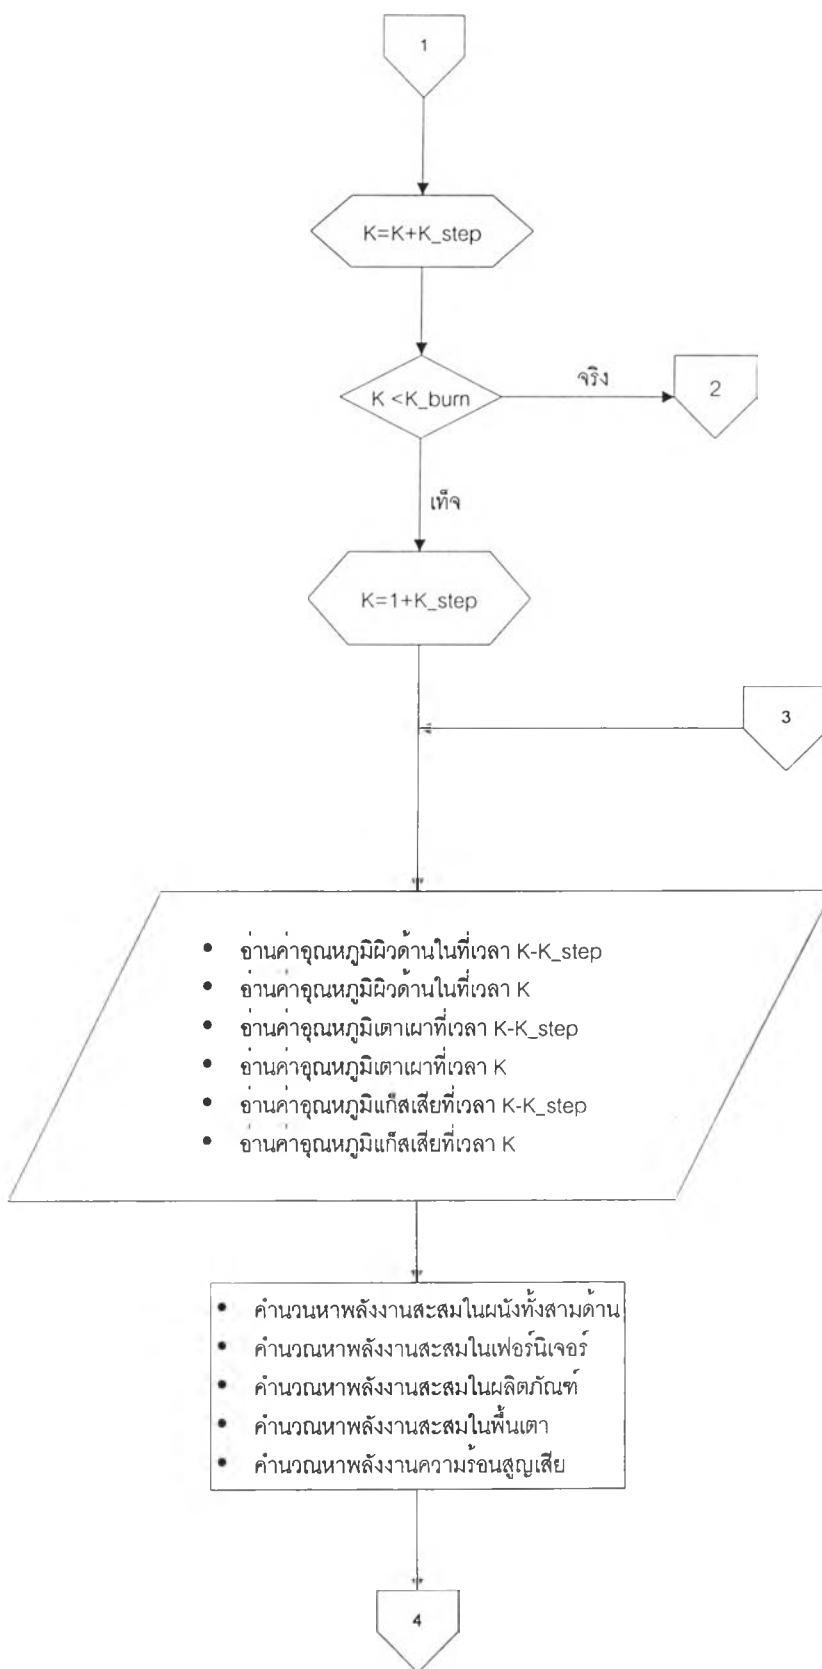 1
K=K+K_step
K <K_burn
จริง
2
เท็จ
K=1+K_step
3
• อ่านค่าอุณหภูมิผิวด้านในที่เวลา K-K_step
• อ่านค่าอุณหภูมิผิวด้านในที่เวลา K
• อ่านค่าอุณหภูมิเตาเผาที่เวลา K-K_step
• อ่านค่าอุณหภูมิเตาเผาที่เวลา K
• อ่านค่าอุณหภูมิแก็สเสียที่เวลา K-K_step
• อ่านค่าอุณหภูมิแก็สเสียที่เวลา K
• คำนวนหาพลังงานสะสมในผนังทั้งสามด้าน
• คำนวณหาพลังงานสะสมในเฟอร์นิเจอร์
• คำนวณหาพลังงานสะสมในผลิตภัณฑ์
• คำนวณหาพลังงานสะสมในพื้นเตา
• คำนวณหาพลังงานความร้อนสูญเสีย
4